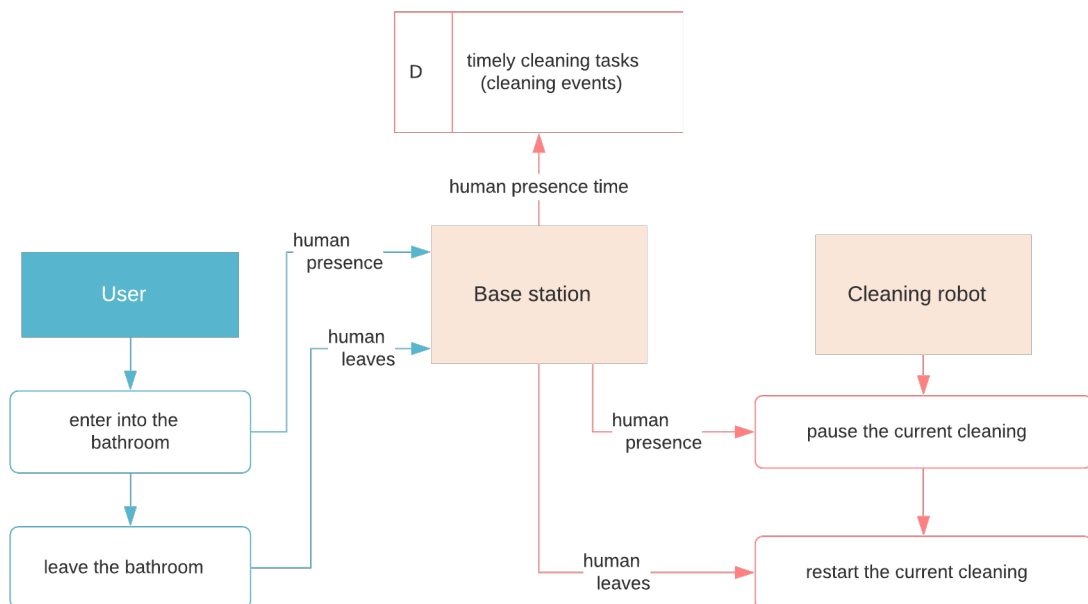 D
timely cleaning tasks
(cleaning events)
human presence time
human
presence
User
Base station
Cleaning robot
human
leaves
enter into the
bathroom
human
presence
pause the current cleaning
leave the bathroom
human
leaves
restart the current cleaning